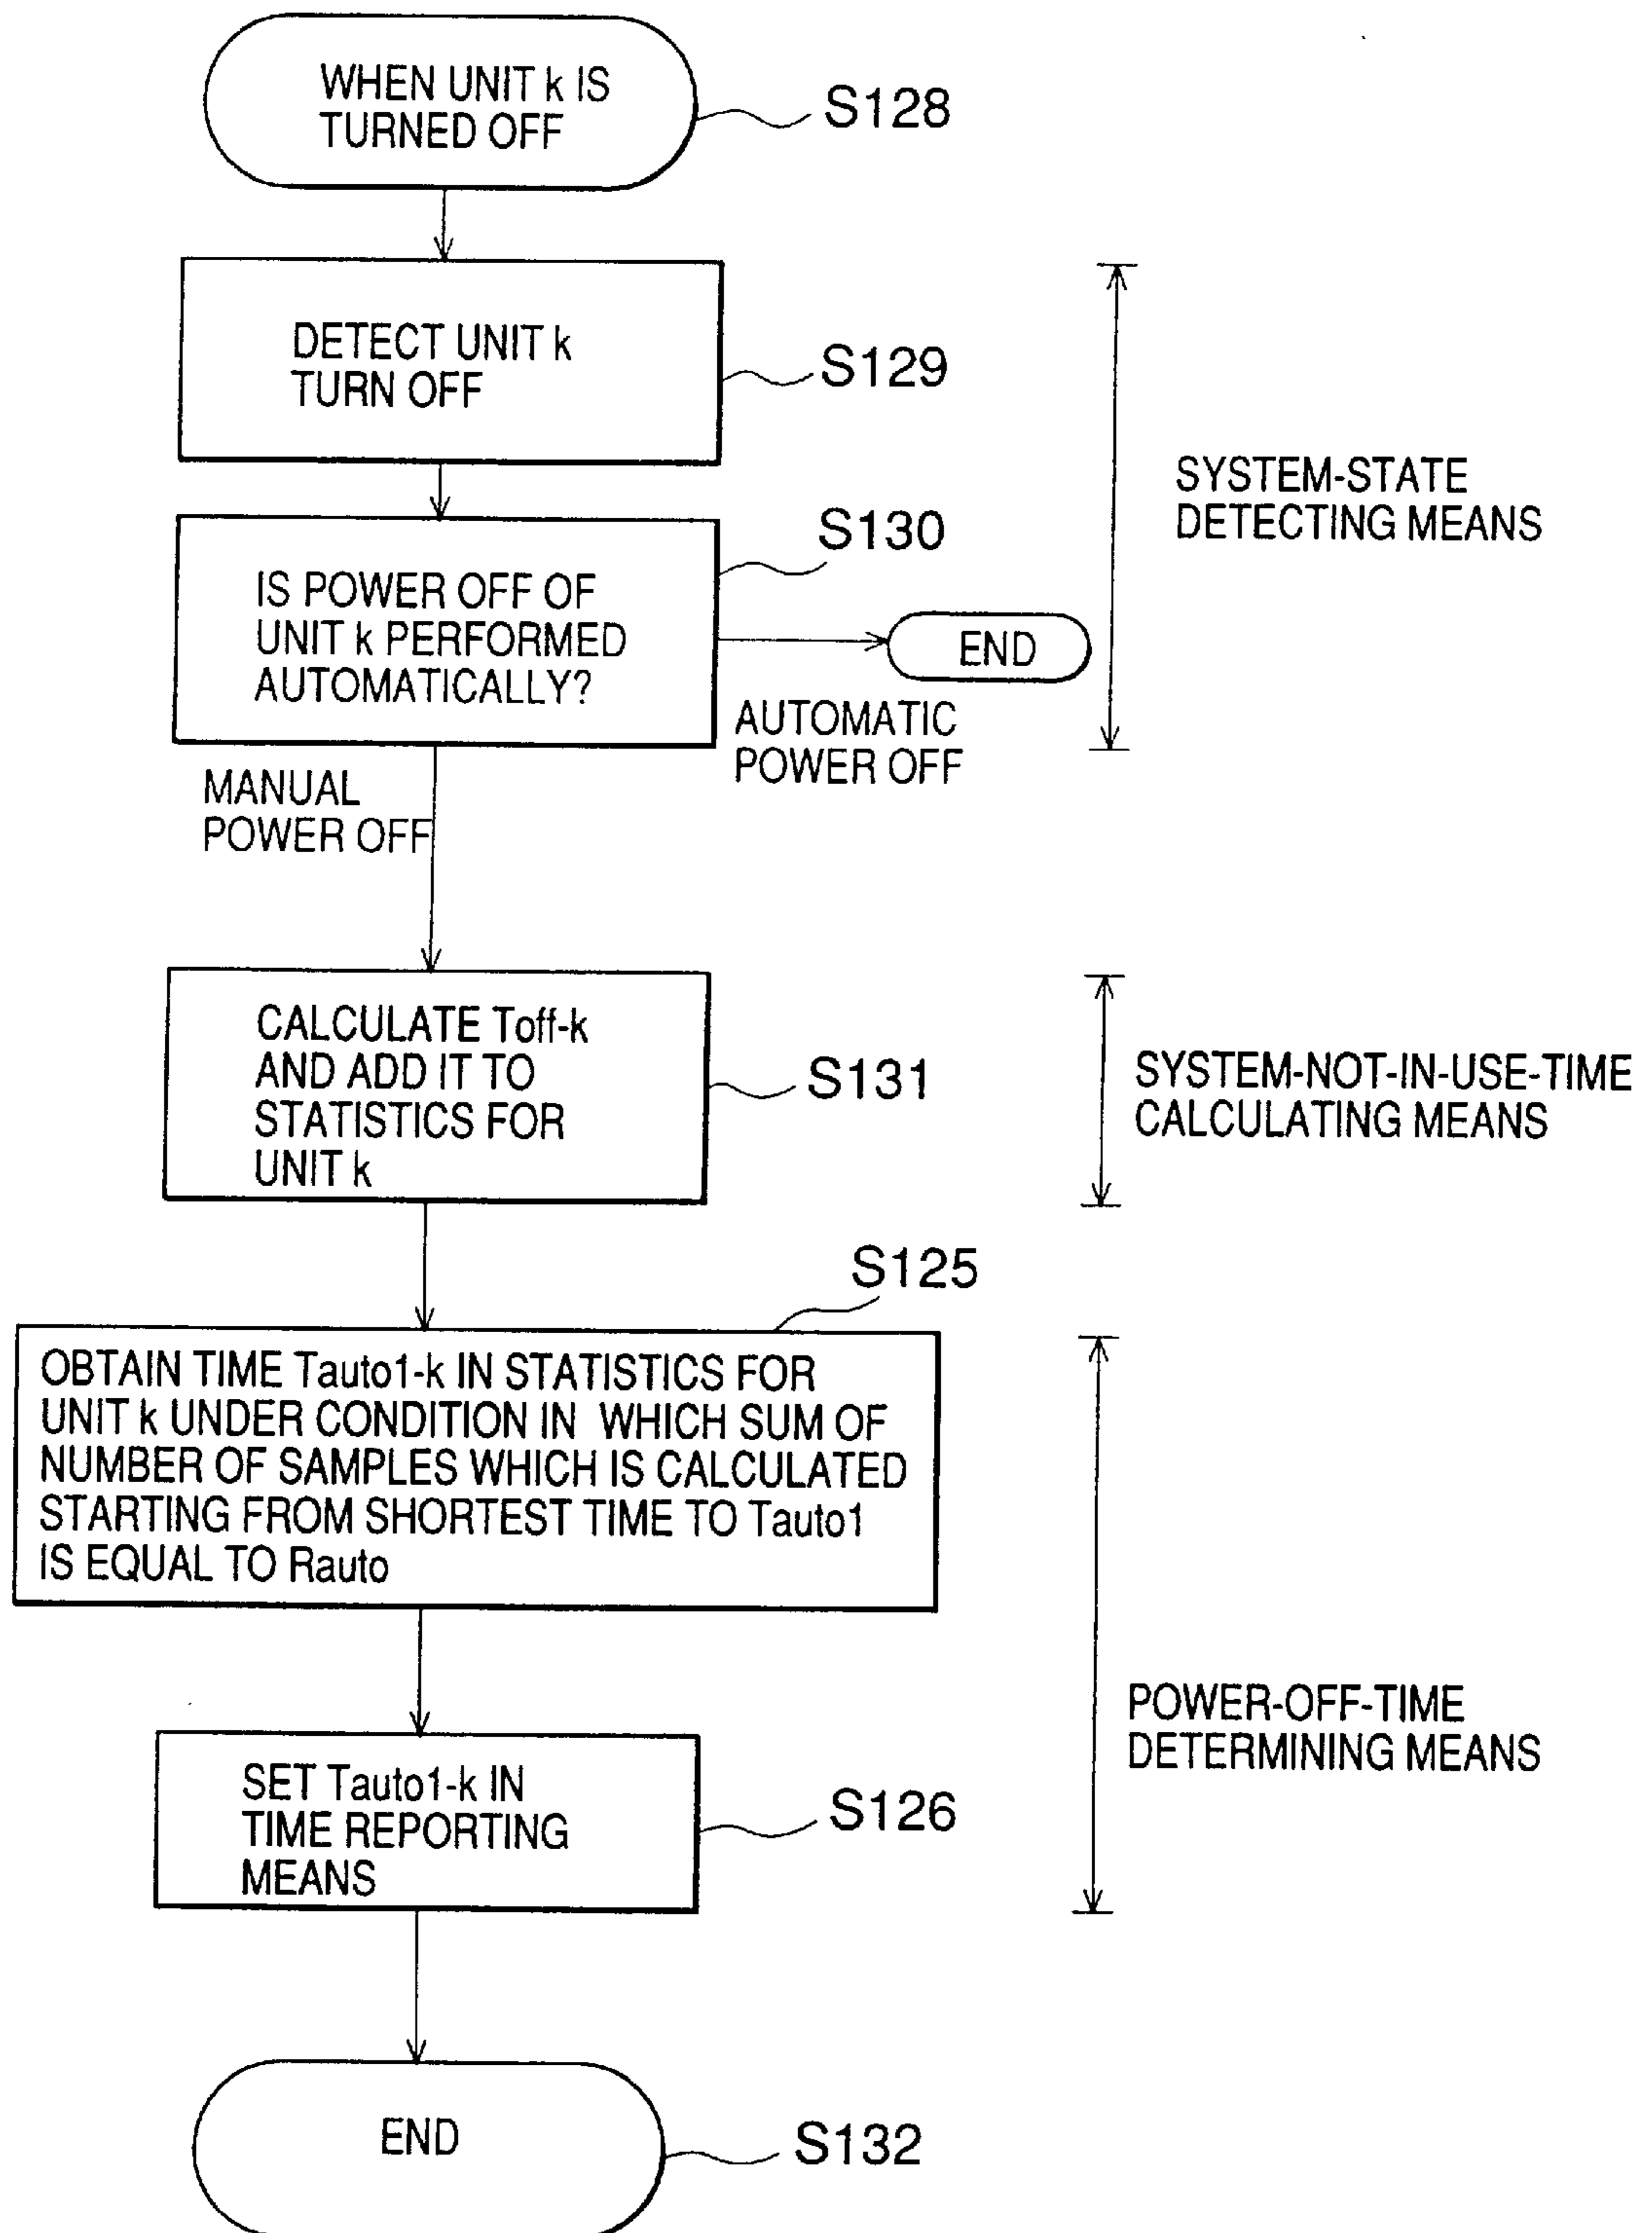 WHEN UNIT k IS
TURNED OFF
S128
DETECT UNIT k
TURN OFF
S129
SYSTEM-STATE
DETECTING MEANS
S130
IS POWER OFF OF
UNIT k PERFORMED
AUTOMATICALLY?
END
AUTOMATIC
POWER OFF
MANUAL
POWER OFF
CALCULATE Toff-k
AND ADD IT TO
STATISTICS FOR
UNIT k
S131
SYSTEM-NOT-IN-USE-TIME
CALCULATING MEANS
S125
OBTAIN TIME Tauto1-k IN STATISTICS FOR
UNIT k UNDER CONDITION IN WHICH SUM OF
NUMBER OF SAMPLES WHICH IS CALCULATED
STARTING FROM SHORTEST TIME TO Tauto1
IS EQUAL TO Rauto
POWER-OFF-TIME
DETERMINING MEANS
SET Tauto1-k IN
TIME REPORTING
MEANS
S126
END
S132